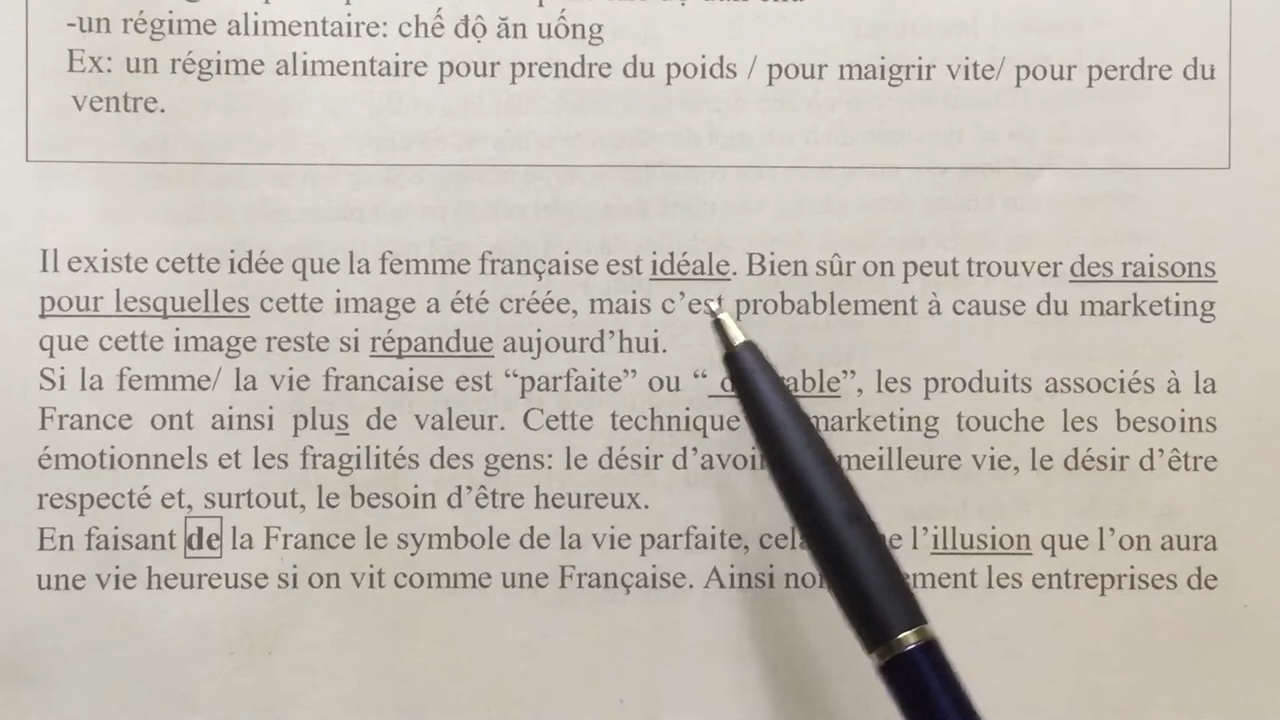 -un régime alimentaire: chế độ ăn uống
Ex: un régime alimentaire pour prendre du poids / pour maigrir vite/ pour perdre du
ventre.
Il existe cette idée que la femme française est idéale. Bien sûr on peut trouver des raisons
pour lesquelles cette image a été créée, mais c’est probablement à cause du marketing
que cette image reste si répandue aujourd’hui.
Si la femme/ la vie francaise est “parfaite” ou “ ”, les produits associés à la
France ont ainsi plus de valeur. Cette technique marketing touche les besoins
émotionnels et les fragilités des gens: le désir d’avoir meilleure vie, le désir d’être
respecté et, surtout, le besoin d’être heureux.
En faisant de la France le symbole de la vie parfaite, cela l’illusion que l’on aura
une vie heureuse si on vit comme une Française. Ainsi les entreprises de